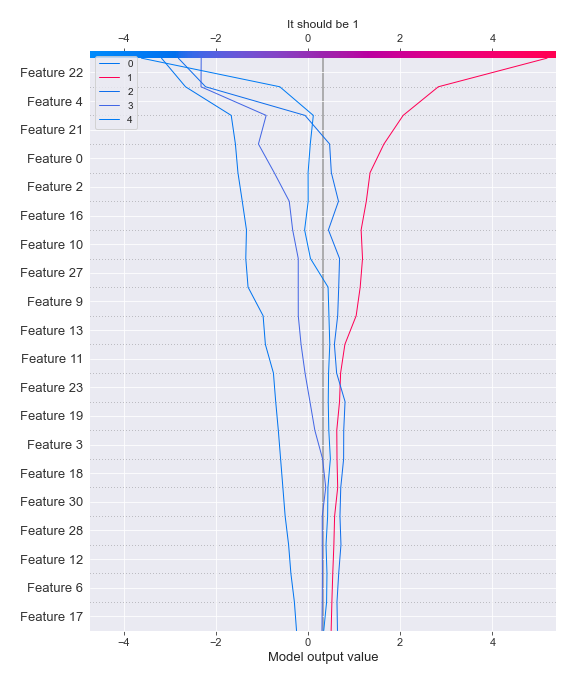 It should be 1
−4 −2 0 2 4
0
1
2
3
4
Feature 22
Feature 4
Feature 21
Feature 0
Feature 2
Feature 16
Feature 10
Feature 27
Feature 9
Feature 13
Feature 11
Feature 23
Feature 19
Feature 3
Feature 18
Feature 30
Feature 28
Feature 12
Feature 6
Feature 17
−4 −2 0 2 4
Model output value